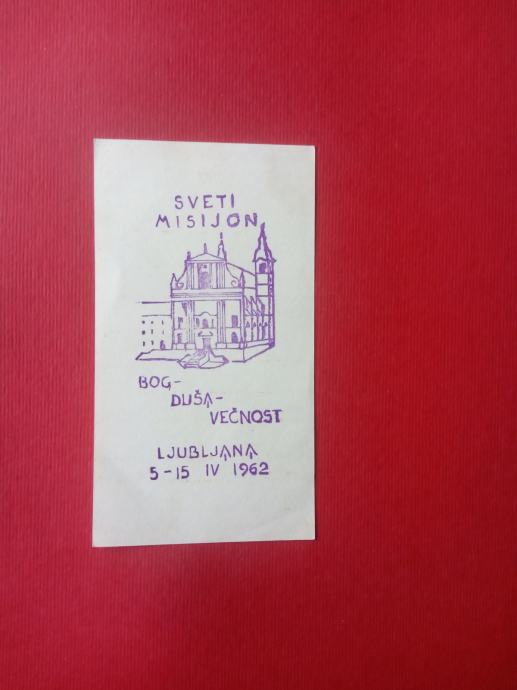 SVETI
MISIJON
BOG-
DUŠA-
VEČNOST
LJUBLJANA
5-15 IV 1962